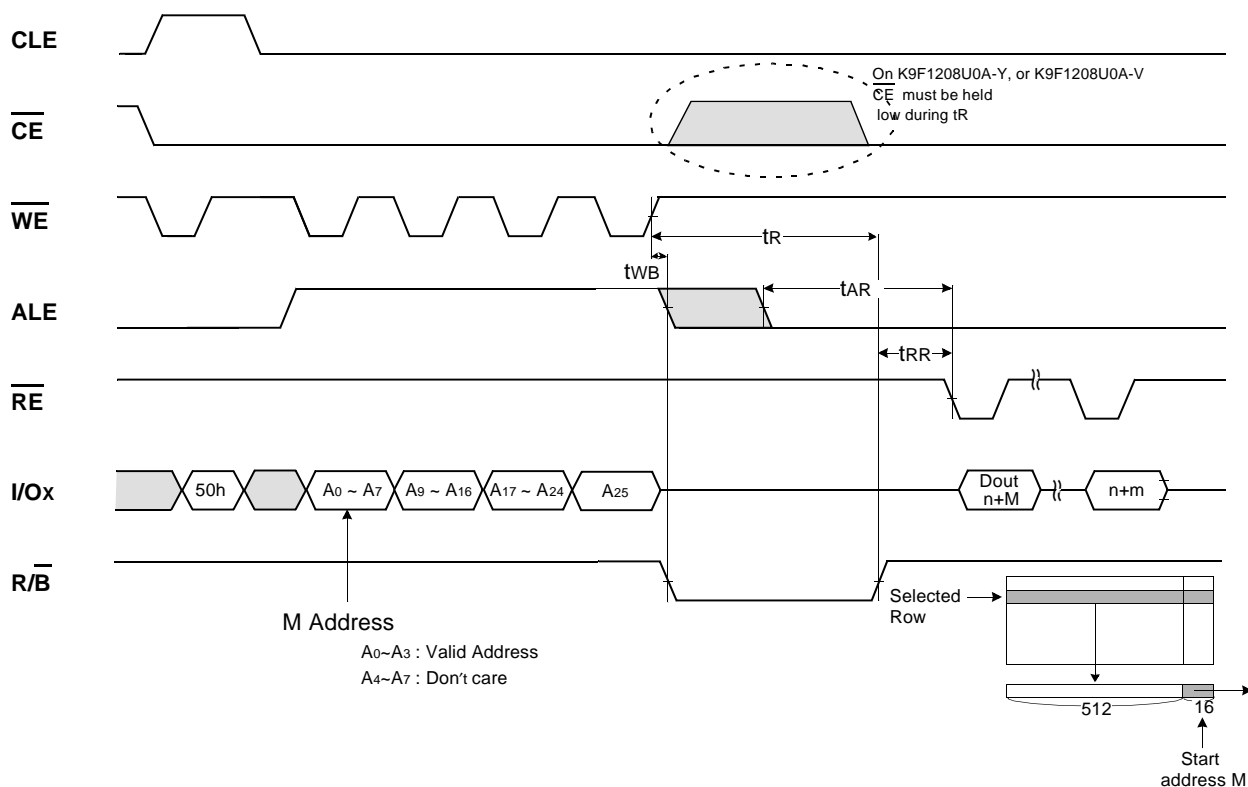 CLE
On K9F1208U0A-Y, or K9F1208U0A-V
CE must be held
low during tR
CE
WE
tR
tWB
ALE
tAR
tRR
RE
I/Ox
50h
A0 ~ A7
A9 ~ A16
A17 ~ A24
A25
Dout
n+M
n+m
R/B
Selected
Row
M Address
A0~A3 : Valid Address
A4~A7 : Don't care
512
16
Start
address M